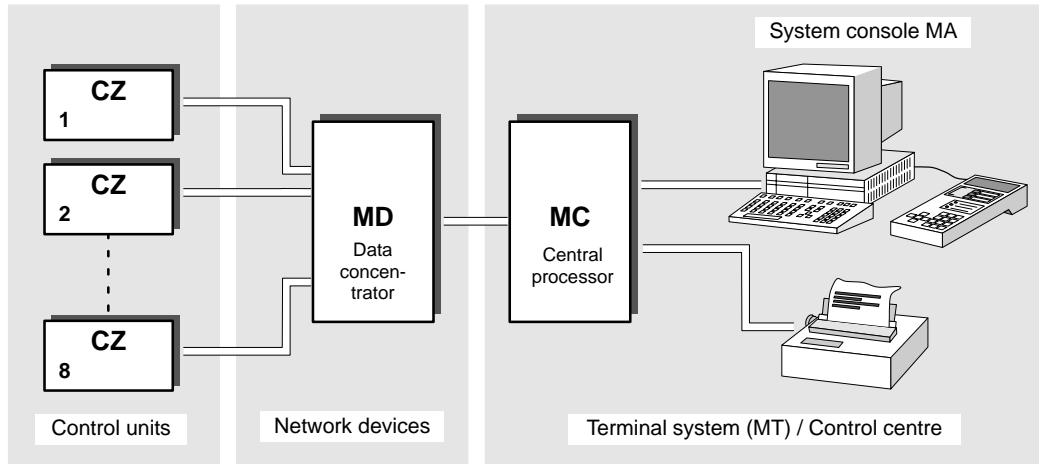 System console MA
CZ
1
CZ
2
CZ
8
MD
Data
concen-
trator
MC
Central
processor
Control units
Network devices
Terminal system (MT) / Control centre